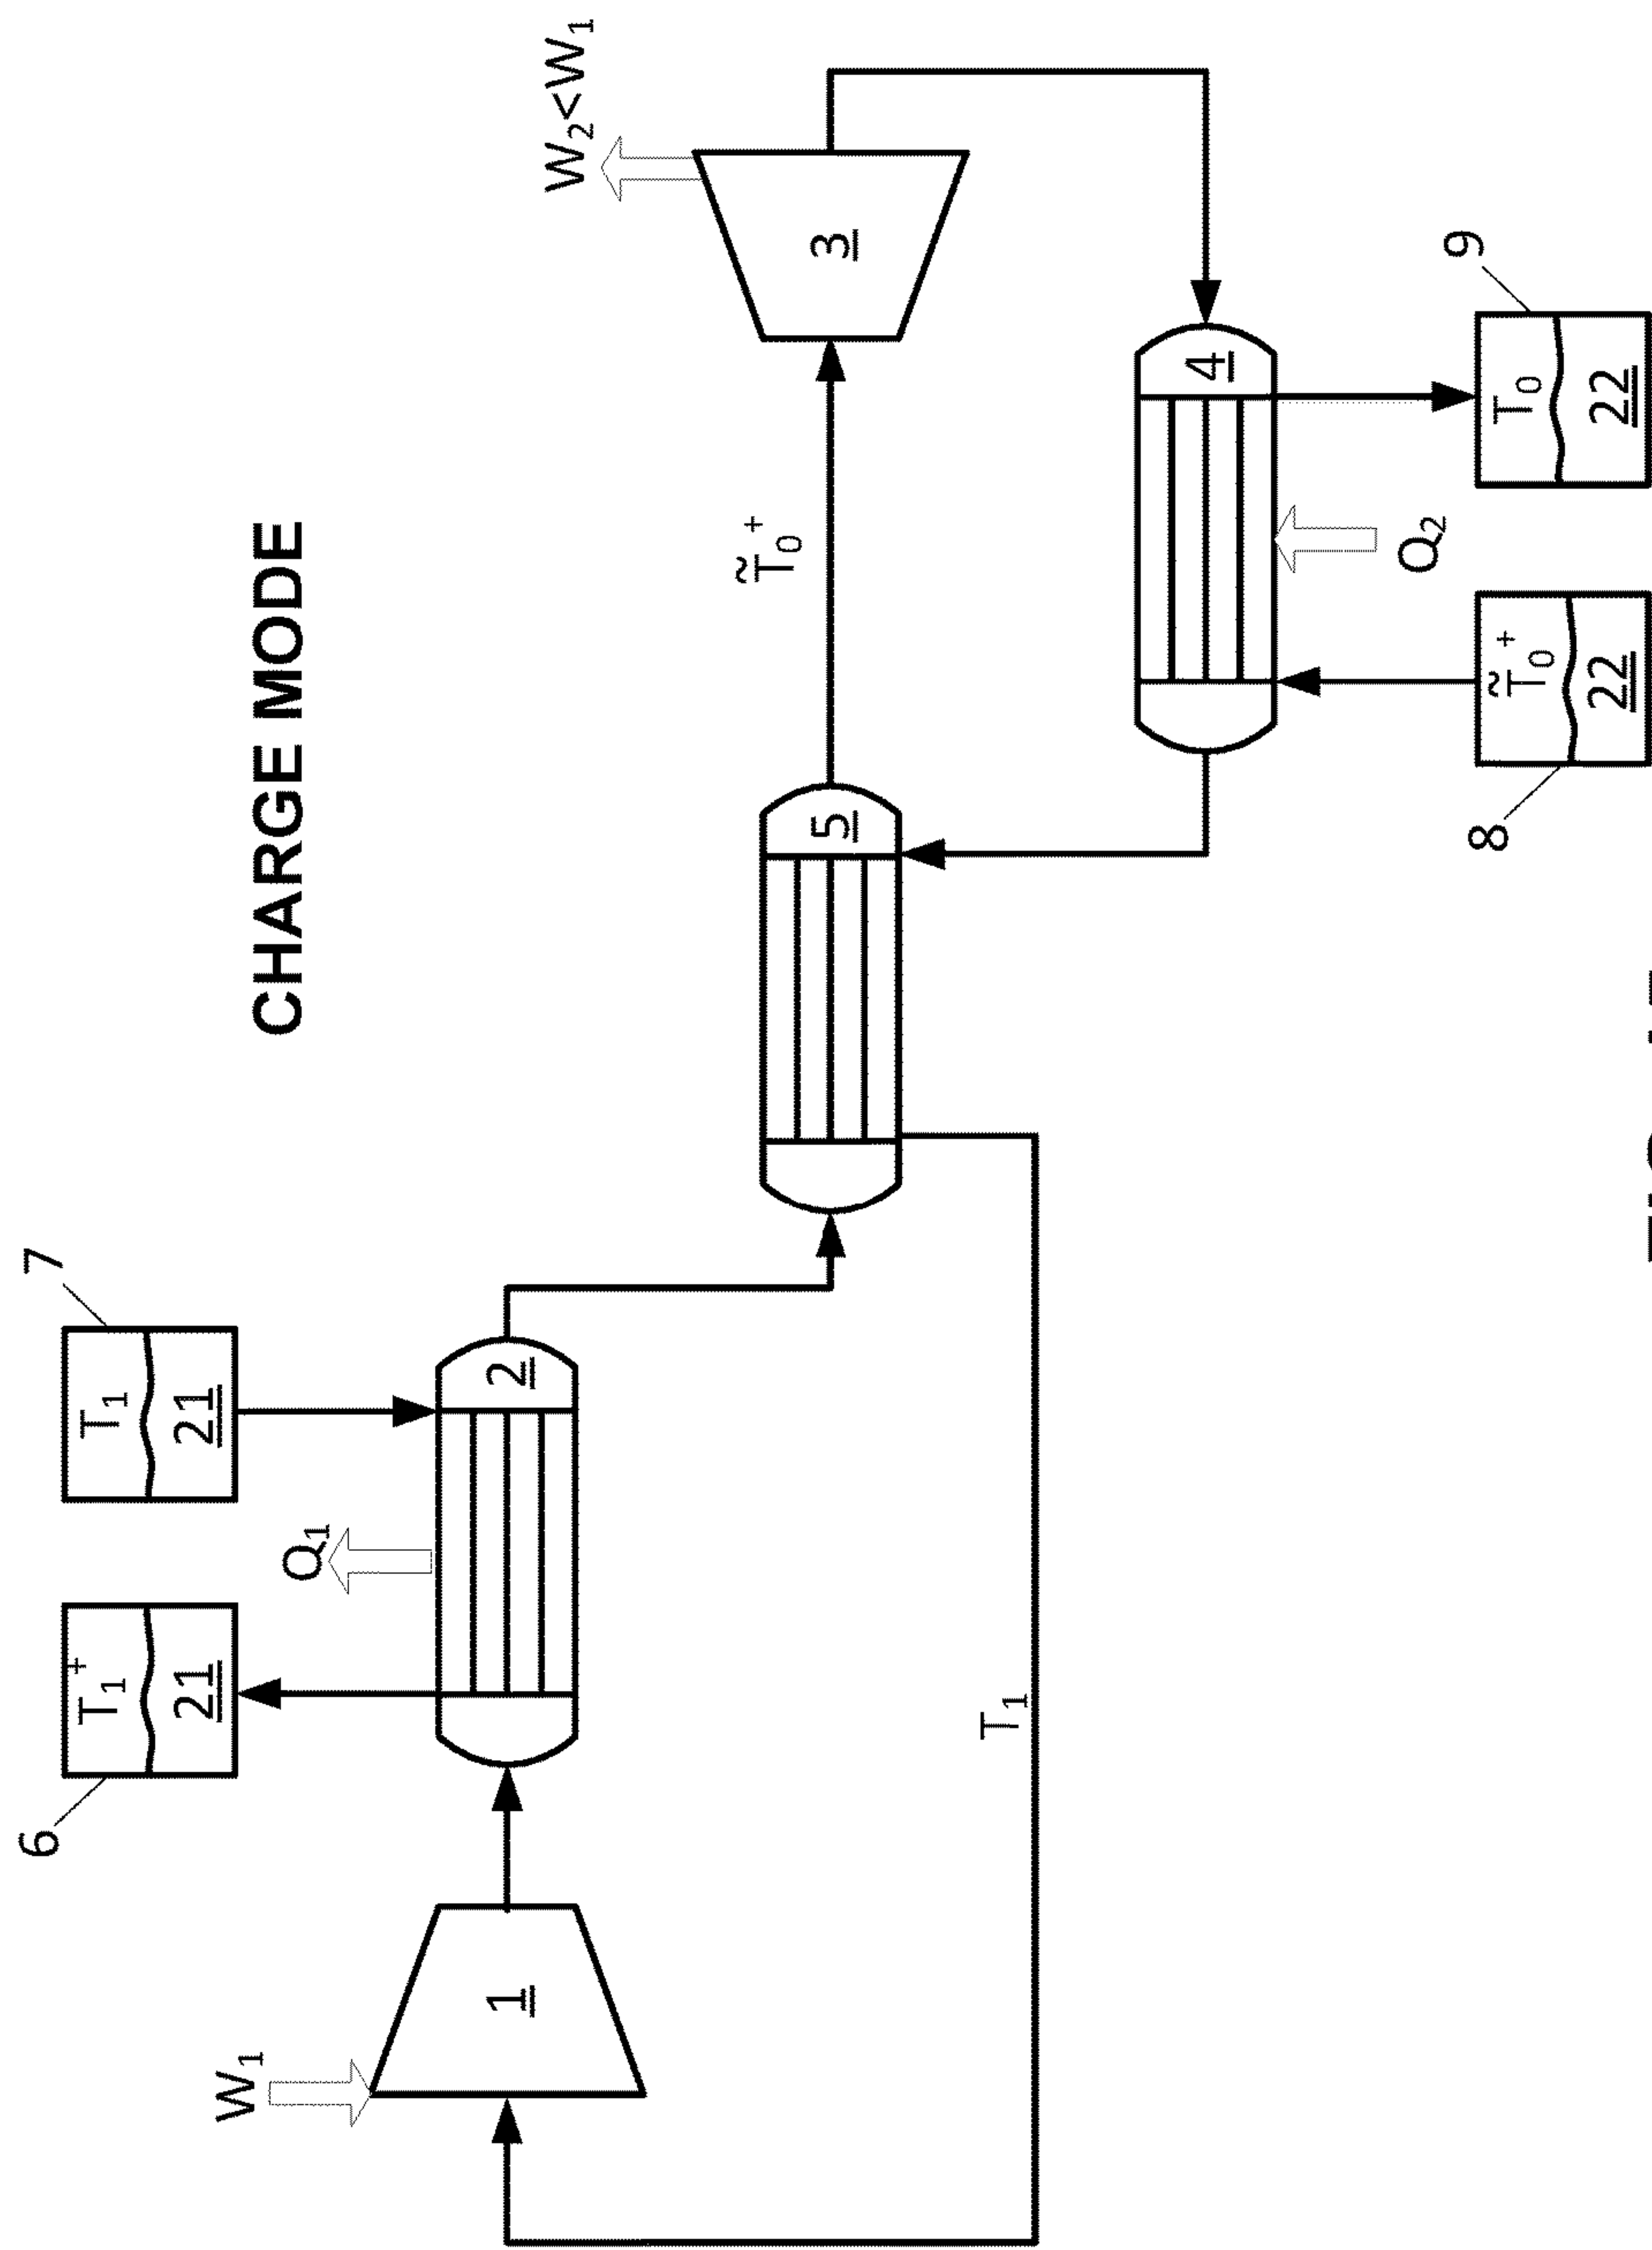 CHARGE MODE
6
7
T₁⁺
21
T₁
21
Q₁
W₁
W₂<W₁
1
2
5
T̃₀⁺
3
T₁
4
Q₂
T̃₀⁺
22
T₀
22
8
9